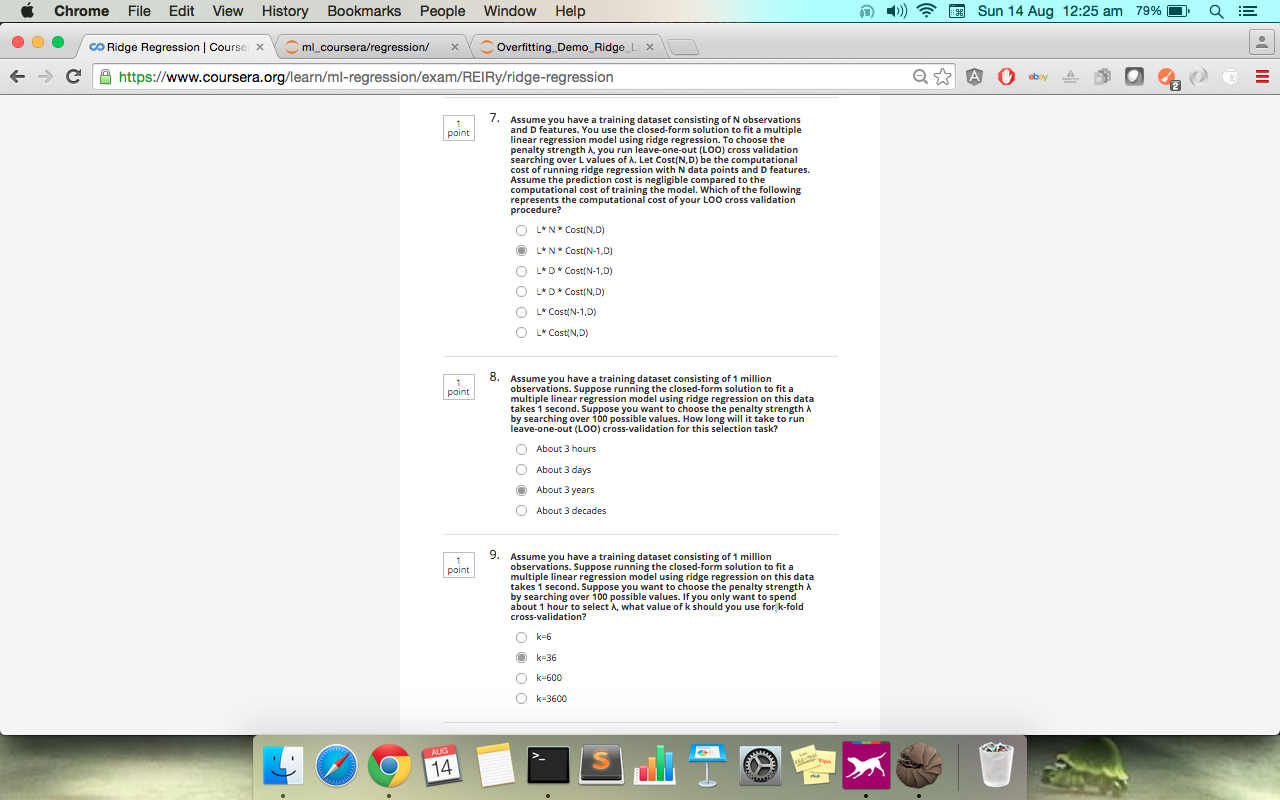 Chrome File Edit View History Bookmarks People Window Help Sun 14 Aug 12:25 am 79%
Ridge Regression | Course ml_coursera/regression/ Overfitting_Demo_Ridge_L
https://www.coursera.org/learn/ml-regression/exam/REIRy/ridge-regression
ebay
2
1
point
7.
Assume you have a training dataset consisting of N observations
and D features. You use the closed-form solution to fit a multiple
linear regression model using ridge regression. To choose the
penalty strength λ, you run leave-one-out (LOO) cross validation
searching over L values of λ. Let Cost(N,D) be the computational
cost of running ridge regression with N data points and D features.
Assume the prediction cost is negligible compared to the
computational cost of training the model. Which of the following
represents the computational cost of your LOO cross validation
procedure?
L* N * Cost(N,D)
L* N * Cost(N-1,D)
L* D * Cost(N-1,D)
L* D * Cost(N,D)
L* Cost(N-1,D)
L* Cost(N,D)
1
point
8.
Assume you have a training dataset consisting of 1 million
observations. Suppose running the closed-form solution to fit a
multiple linear regression model using ridge regression on this data
takes 1 second. Suppose you want to choose the penalty strength λ
by searching over 100 possible values. How long will it take to run
leave-one-out (LOO) cross-validation for this selection task?
About 3 hours
About 3 days
About 3 years
About 3 decades
1
point
9.
Assume you have a training dataset consisting of 1 million
observations. Suppose running the closed-form solution to fit a
multiple linear regression model using ridge regression on this data
takes 1 second. Suppose you want to choose the penalty strength λ
by searching over 100 possible values. If you only want to spend
about 1 hour to select λ, what value of k should you use for k-fold
cross-validation?
k=6
k=36
k=600
k=3600
AUG
14